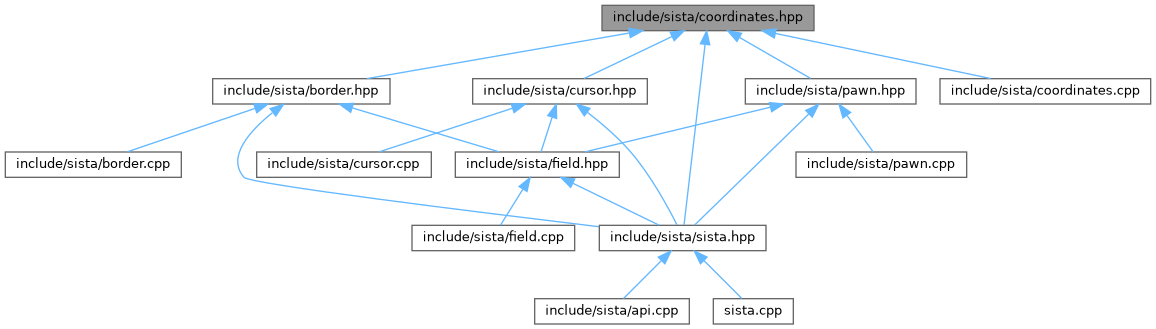 include/sista/coordinates.hpp
include/sista/border.hpp
include/sista/cursor.hpp
include/sista/pawn.hpp
include/sista/coordinates.cpp
include/sista/border.cpp
include/sista/cursor.cpp
include/sista/field.hpp
include/sista/pawn.cpp
include/sista/field.cpp
include/sista/sista.hpp
include/sista/api.cpp
sista.cpp